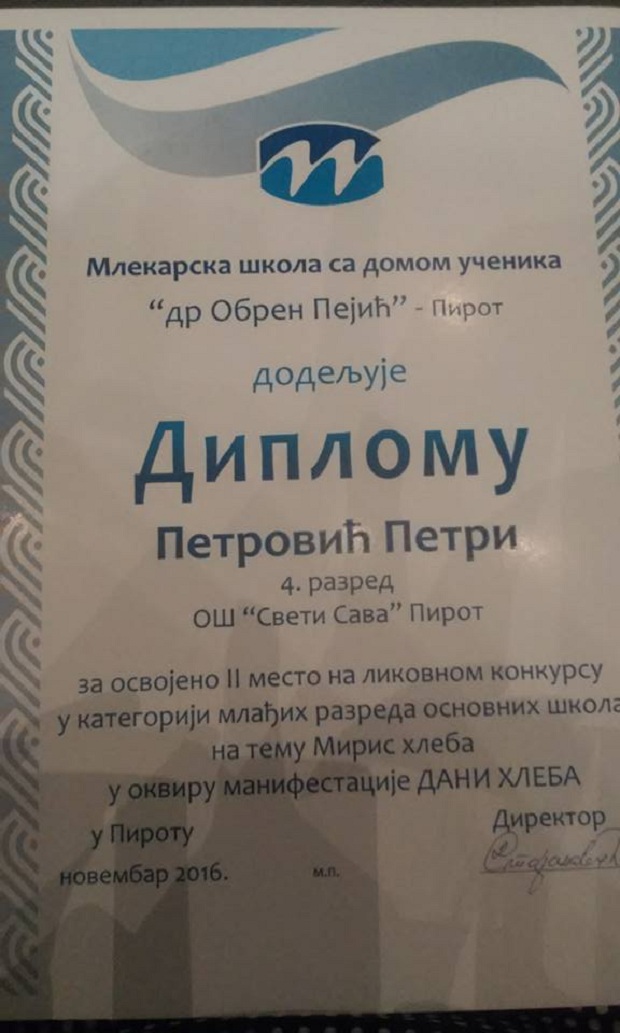 Млекарска школа са домом ученика
“др Обрен Пејић” - Пирот
додељује
Диплому
Петровић Петри
4. разред
ОШ “Свети Сава” Пирот
за освојено II место на ликовном конкурсу
у категорији млађих разреда основних школа
на тему Мирис хлеба
у оквиру манифестације ДАНИ ХЛЕБА
у Пироту
Директор
новембар 2016.
м.п.